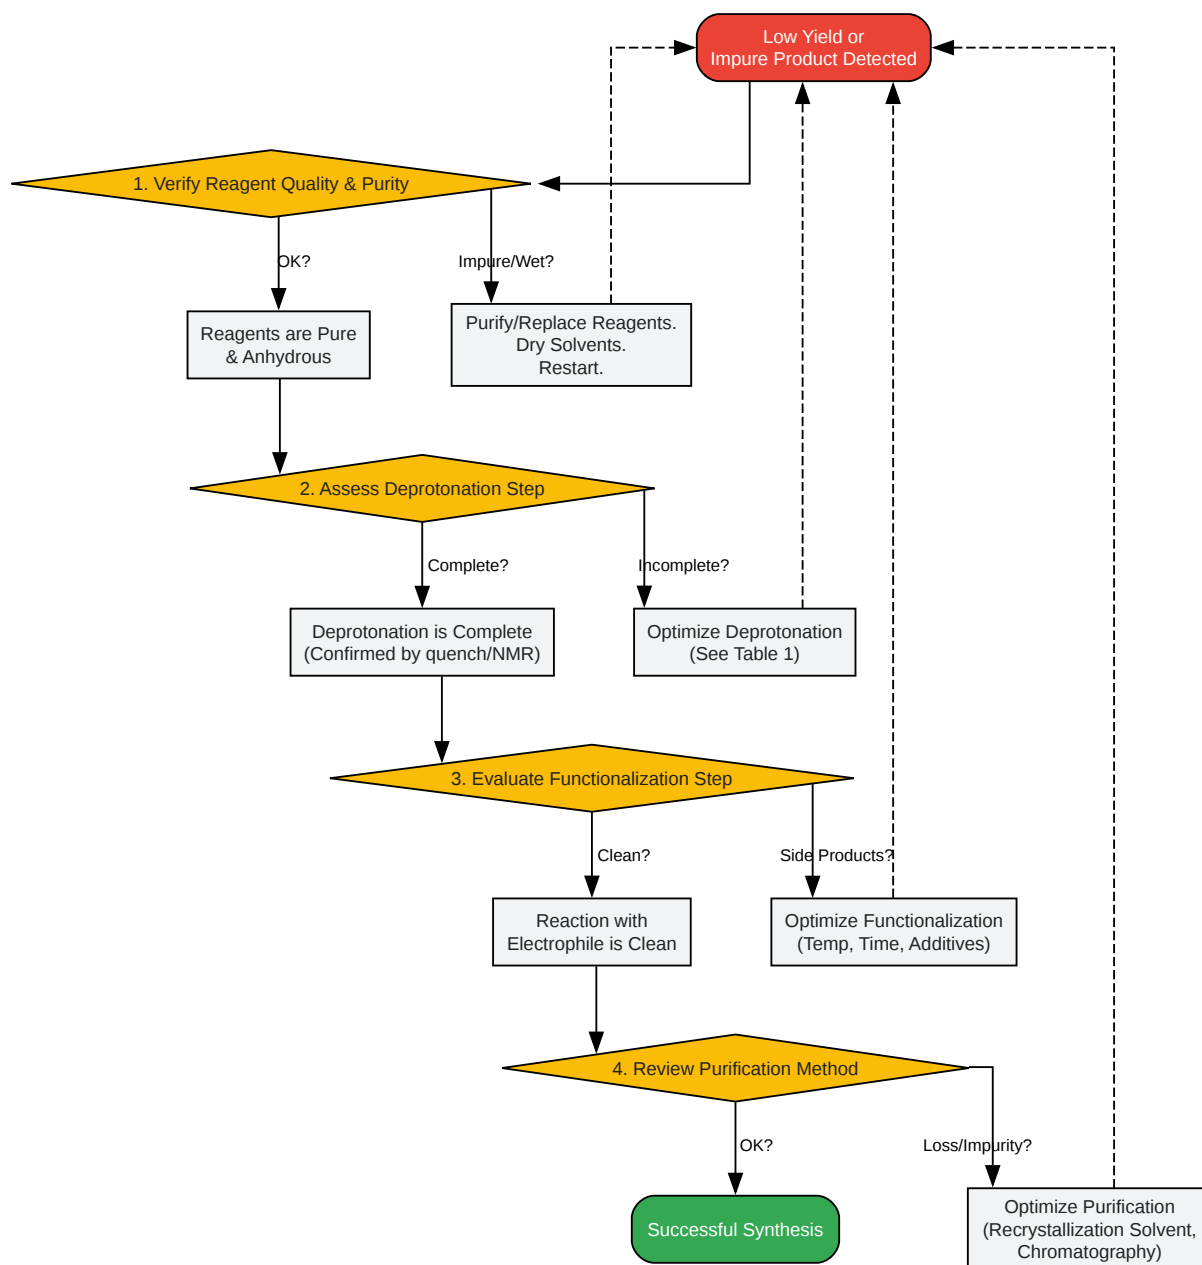 Low Yield or
Impure Product Detected
1. Verify Reagent Quality & Purity
OK?
Impure/Wet?
Reagents are Pure
& Anhydrous
Purify/Replace Reagents.
Dry Solvents.
Restart.
2. Assess Deprotonation Step
Complete?
Incomplete?
Deprotonation is Complete
(Confirmed by quench/NMR)
Optimize Deprotonation
(See Table 1)
3. Evaluate Functionalization Step
Clean?
Side Products?
Reaction with
Electrophile is Clean
Optimize Functionalization
(Temp, Time, Additives)
4. Review Purification Method
OK?
Loss/Impurity?
Successful Synthesis
Optimize Purification
(Recrystallization Solvent,
Chromatography)